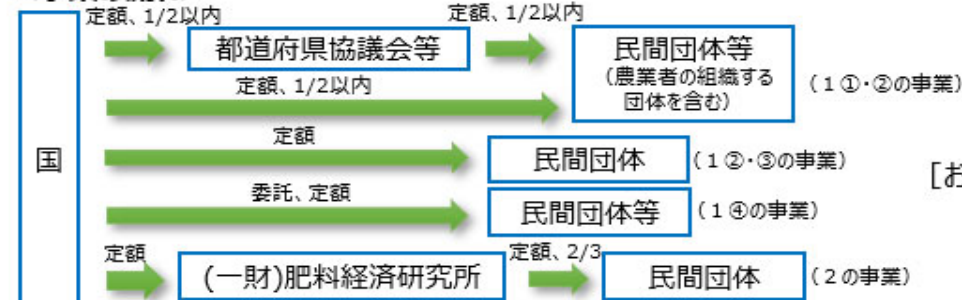 定額、1/2以内 定額、1/2以内
都道府県協議会等 民間団体等
(農業者の組織する
団体を含む)
(1①・②の事業)
定額、1/2以内
定額
国 民間団体 (1②・③の事業)
[お
委託、定額
民間団体等 (1④の事業)
定額 定額、2/3
(一財)肥料経済研究所 民間団体 (2の事業)